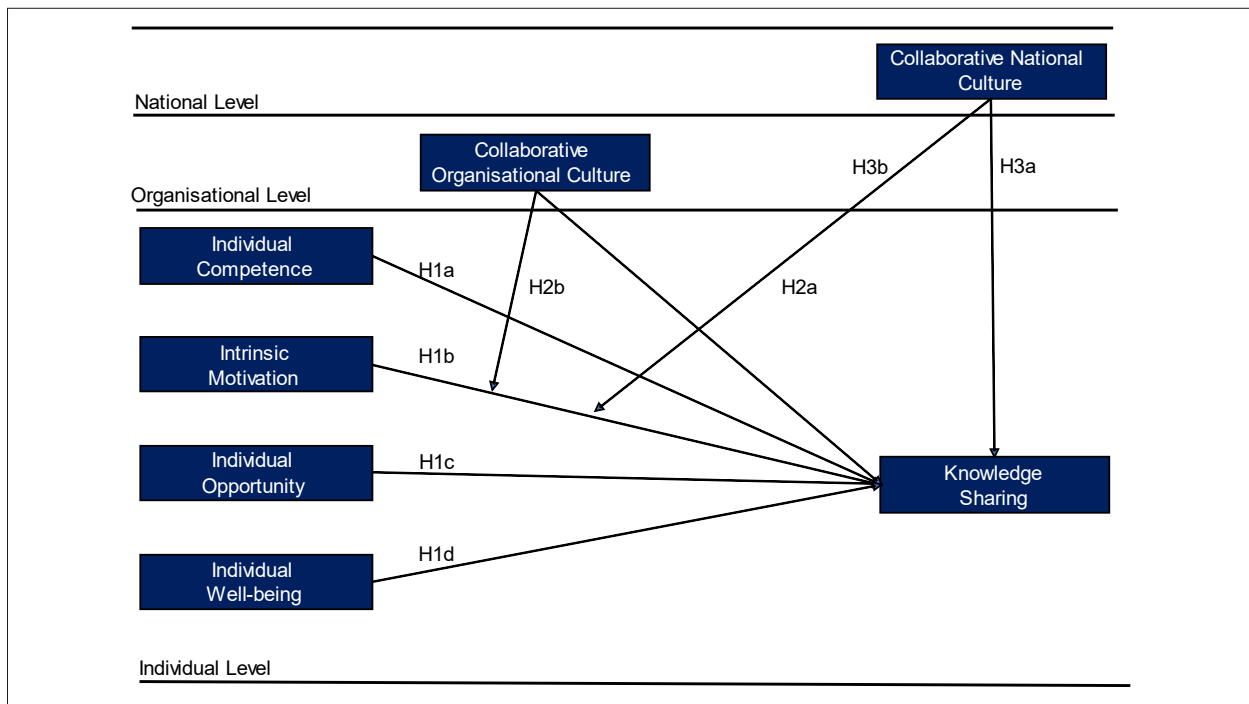 Collaborative National
Culture
National Level
Collaborative
Organisational Culture
H3b
H3a
Organisational Level
Individual
Competence
H1a
H2b
H2a
Intrinsic
Motivation
H1b
Individual
Opportunity
H1c
Knowledge
Sharing
Individual
Well-being
H1d
Individual Level